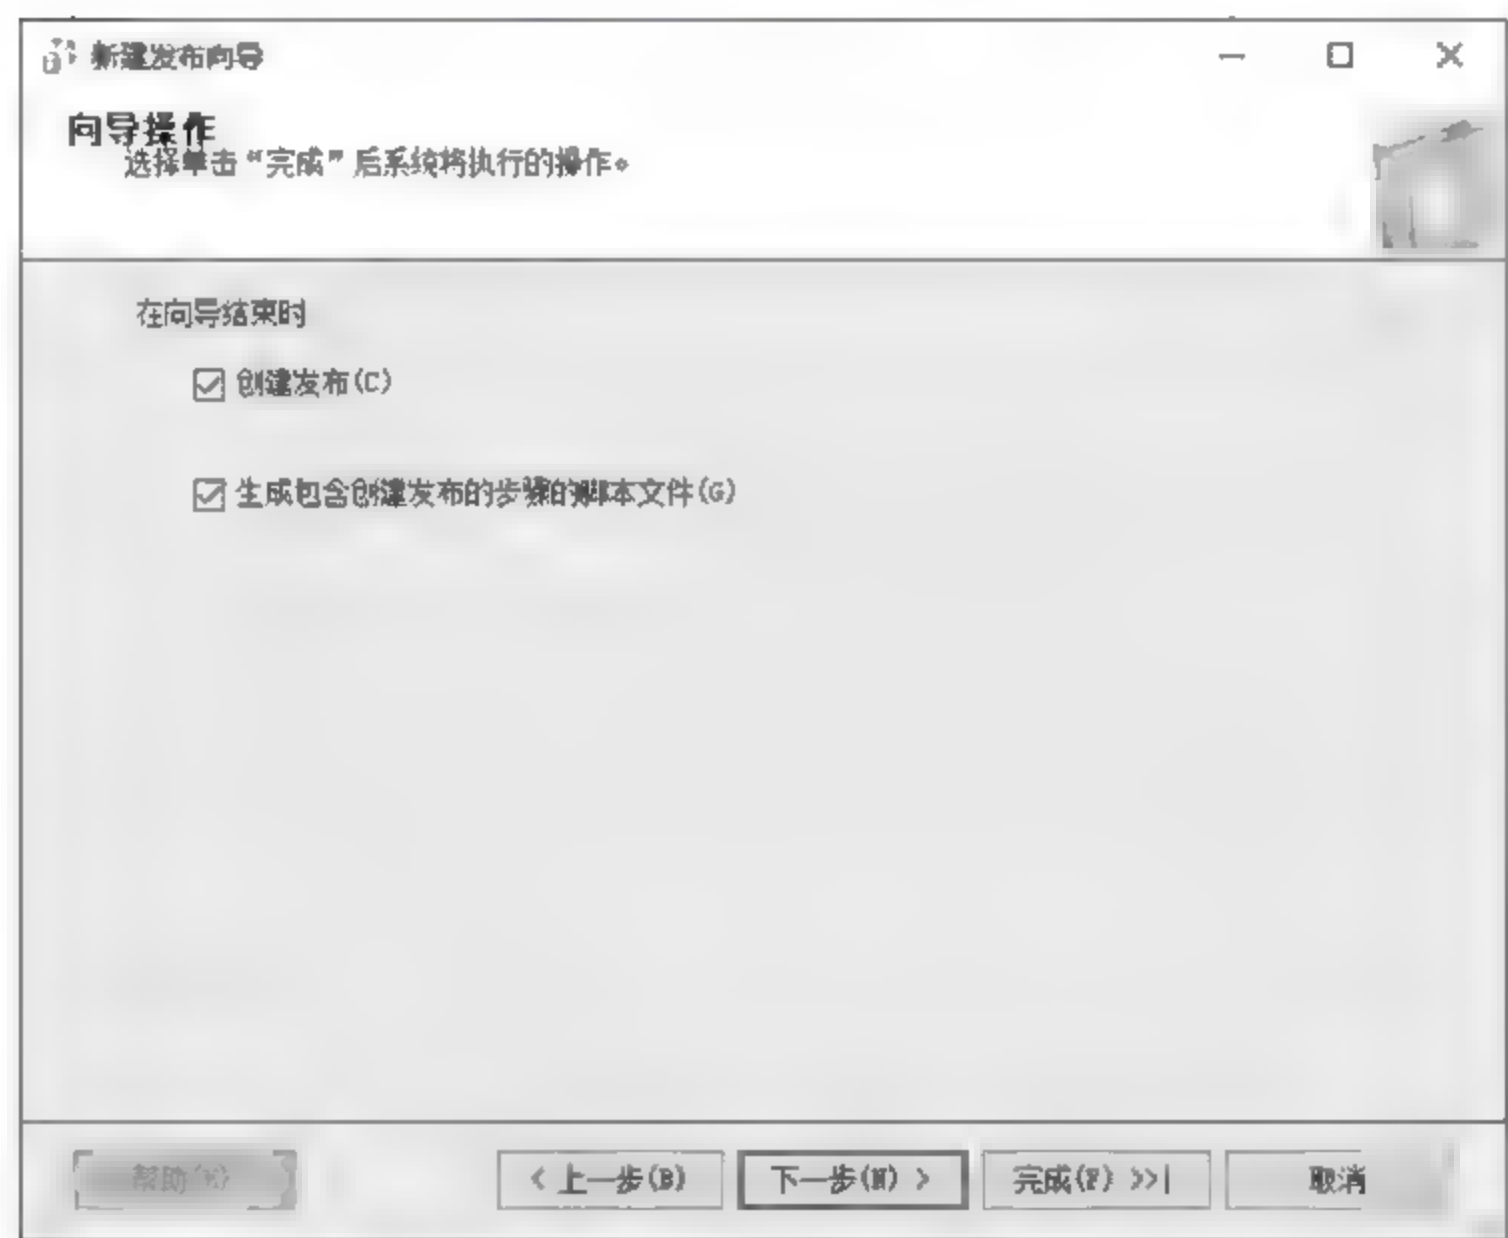 新建发布向导
向导操作
选择单击“完成”后系统将执行的操作。
在向导结束时
创建发布(C)
生成包含创建发布的步骤的脚本文件(G)
帮助(H)
< 上一步(B)
下一步(N) >
完成(F) >>|
取消